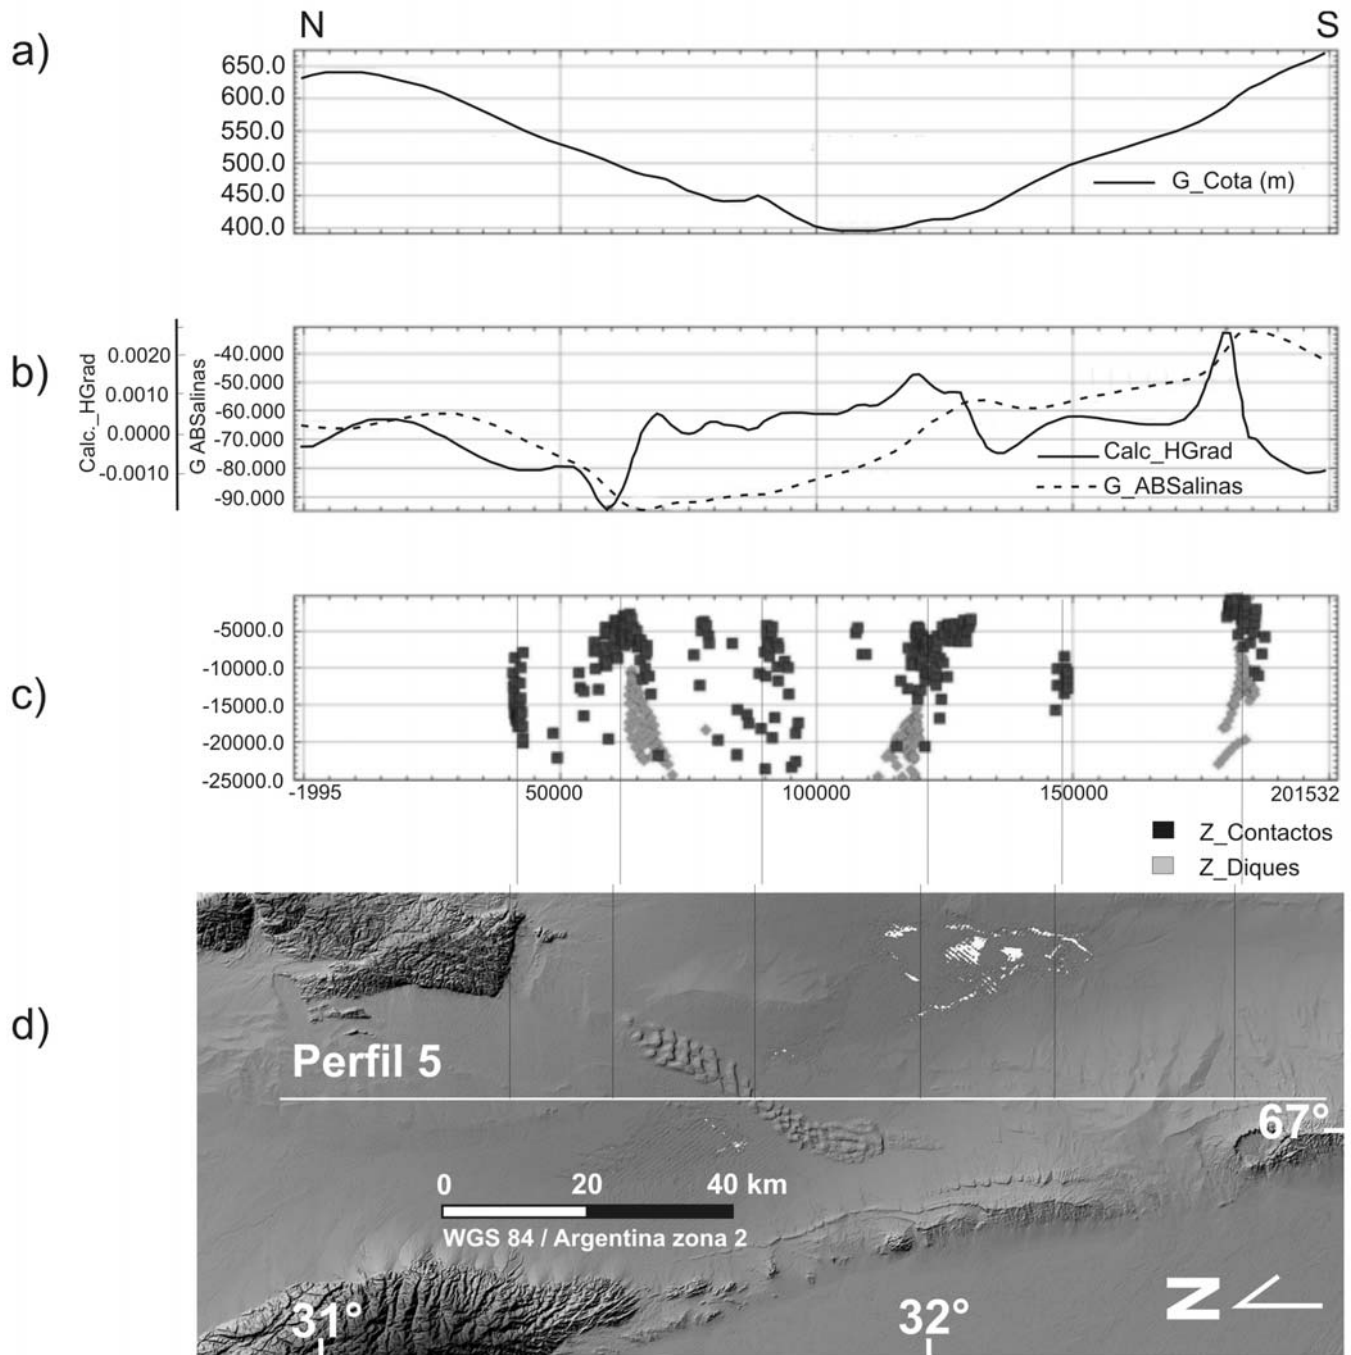 N S
a)
650.0
600.0
550.0
500.0
450.0
400.0
G_Cota (m)
b)
Calc._HGrad
0.0020
0.0010
0.0000
-0.0010
G ABSalinas
-40.000
-50.000
-60.000
-70.000
-80.000
-90.000
Calc_HGrad
G_ABSalinas
c)
-5000.0
-10000.0
-15000.0
-20000.0
-25000.0
-1995 50000 100000 150000 201532
Z_Contactos
Z_Diques
d)
Perfil 5
67°
0 20 40 km
WGS 84 / Argentina zona 2
31° 32°
N